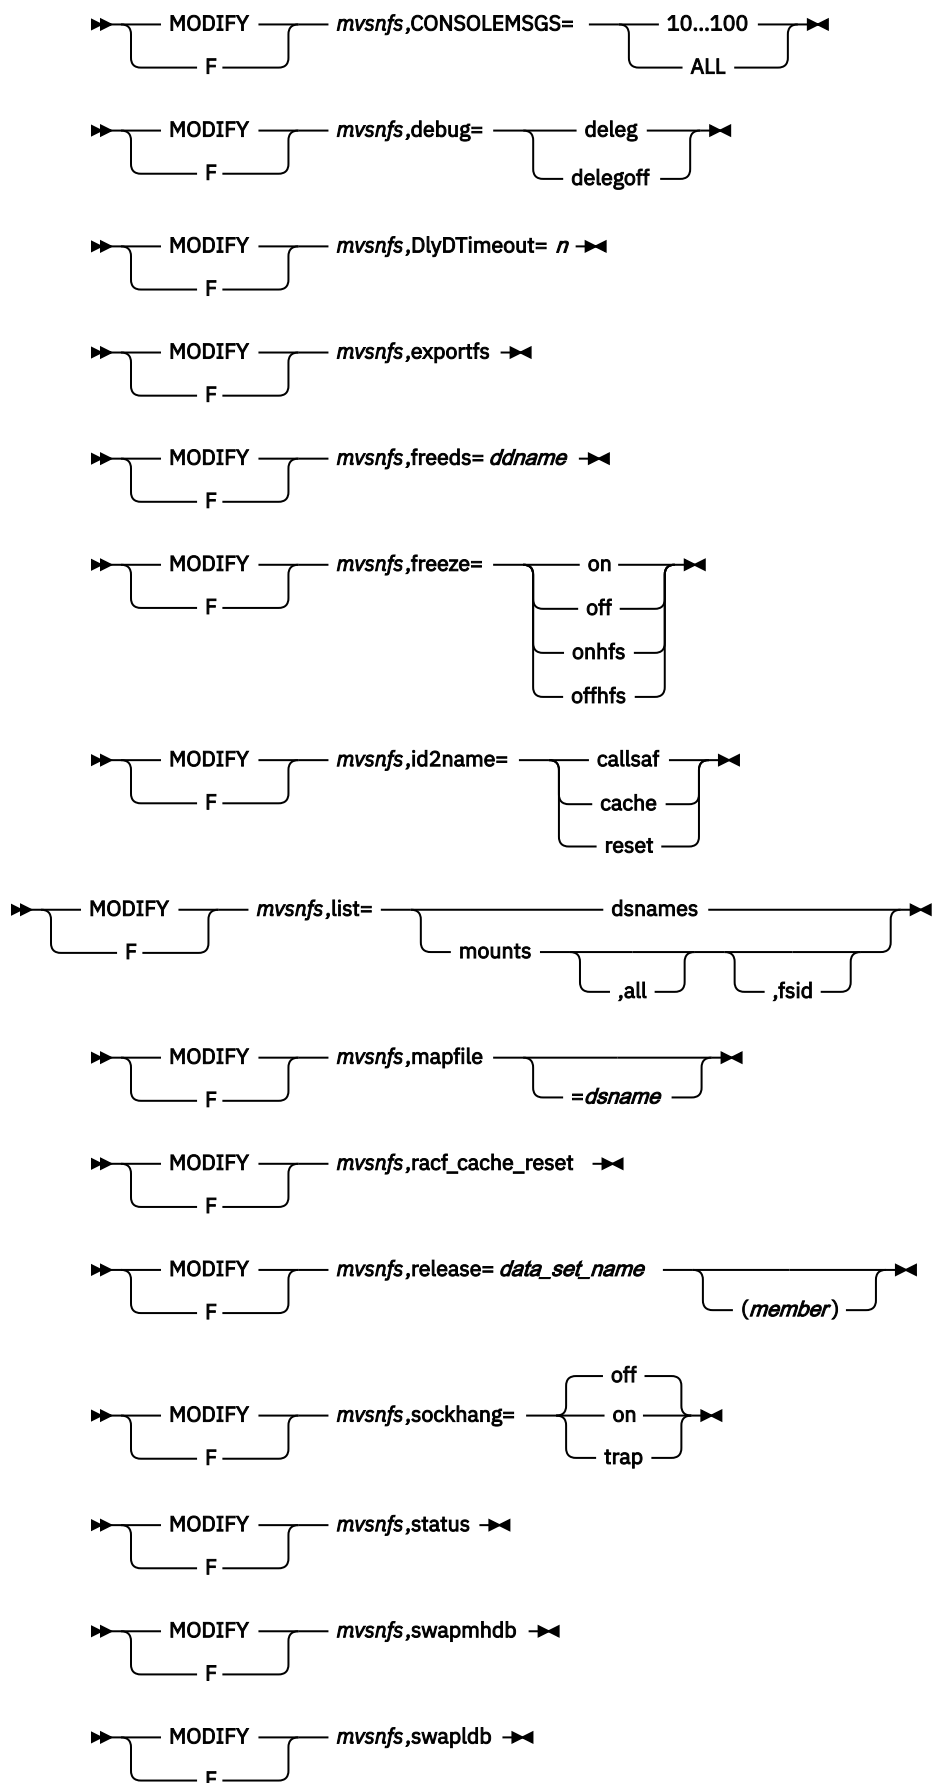 MODIFY mvsnfs,CONSOLEMSGS= 10...100
F ALL
MODIFY mvsnfs,debug= deleg
F delegoff
MODIFY mvsnfs,DlyDTimeout= n
F
MODIFY mvsnfs,exportfs
F
MODIFY mvsnfs,freeds= ddname
F
MODIFY mvsnfs,freeze= on
F off
onhfs
offhfs
MODIFY mvsnfs,id2name= callsaf
F cache
reset
MODIFY mvsnfs,list= dsnames
F mounts
,all ,fsid
MODIFY mvsnfs,mapfile
F =dsname
MODIFY mvsnfs,racf_cache_reset
F
MODIFY mvsnfs,release= data_set_name
F (member)
off
MODIFY mvsnfs,sockhang= on
F trap
MODIFY mvsnfs,status
F
MODIFY mvsnfs,swapmhdb
F
MODIFY mvsnfs,swapldb
F